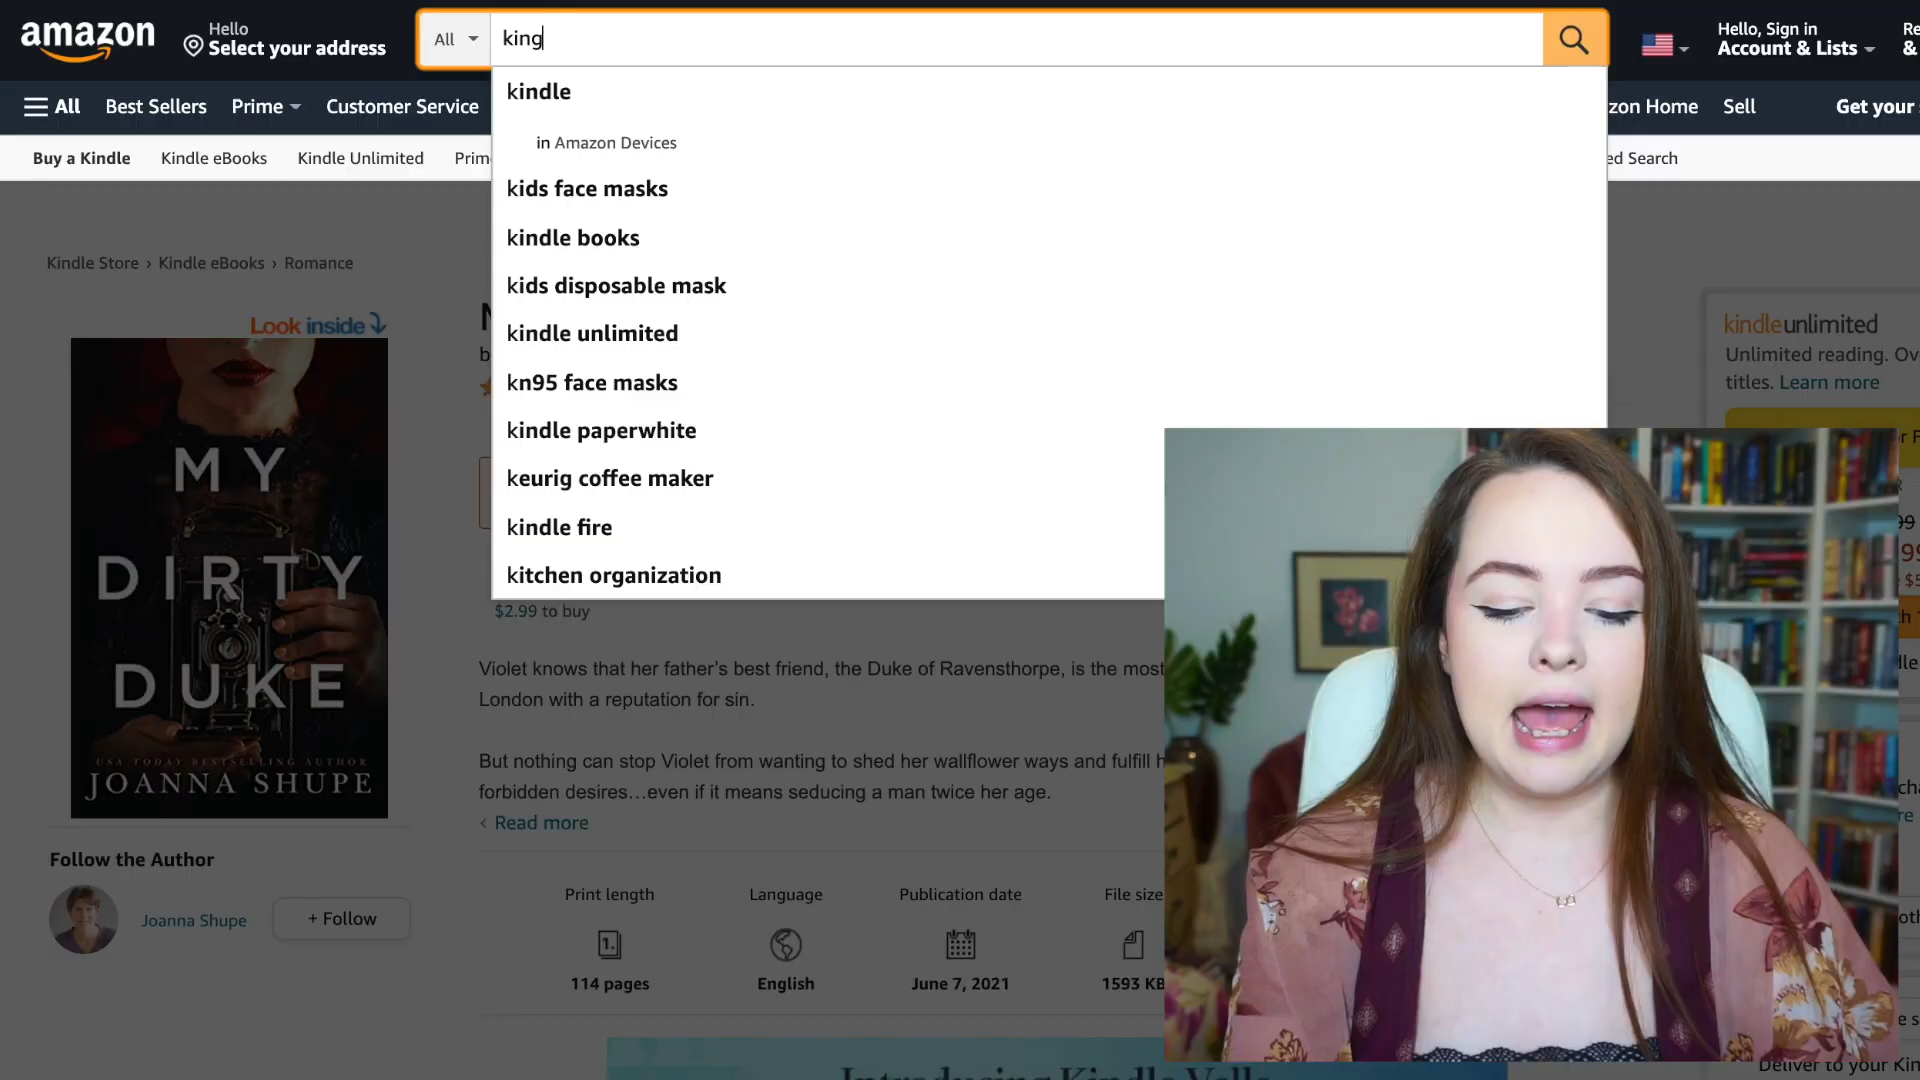 amazon
Hello
Select your address
All
king
Hello, Sign in
Account & Lists
All
Best Sellers
Prime
Customer Service
Home
Sell
Get your
Buy a Kindle
Kindle eBooks
Kindle Unlimited
Search
kindle
in Amazon Devices
kids face masks
kindle books
kids disposable mask
kindle unlimited
kn95 face masks
kindle paperwhite
keurig coffee maker
kindle fire
kitchen organization
Kindle Store › Kindle eBooks › Romance
Look inside
MY
DIRTY
DUKE
USA TODAY BESTSELLING AUTHOR
JOANNA SHUPE
kindleunlimited
Unlimited reading.
titles. Learn more
$2.99 to buy
Violet knows that her father's best friend, the Duke of Ravensthorpe, is the most
London with a reputation for sin.
But nothing can stop Violet from wanting to shed her wallflower ways and fulfill
forbidden desires…even if it means seducing a man twice her age.
‹ Read more
Follow the Author
Joanna Shupe
+ Follow
Print length
1.
114 pages
Language
English
Publication date
June 7, 2021
File size
1593 KB
Deliver to your